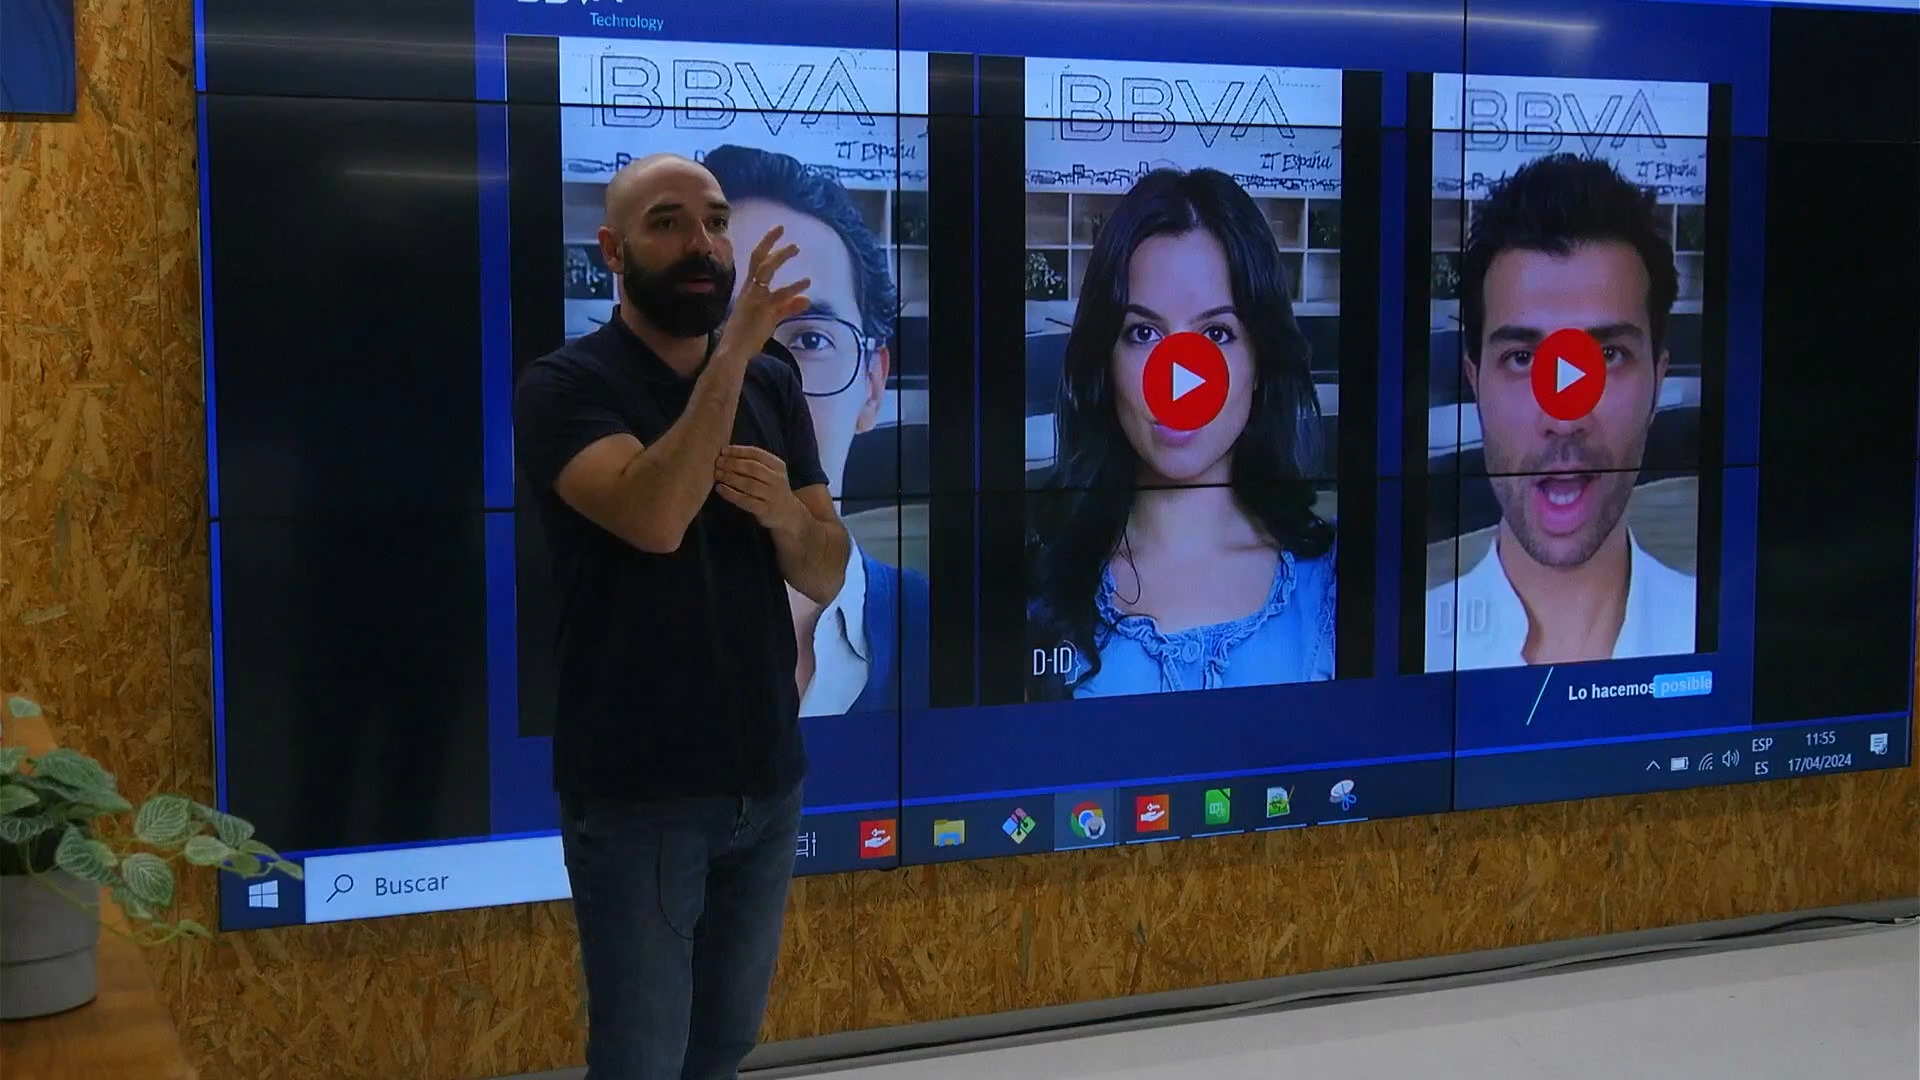 BBVA
Technology
BBVA
IT España
BBVA
IT España
BBVA
IT España
D-ID
D-ID
Lo hacemos posible
ESP
ES
11:55
17/04/2024
Buscar